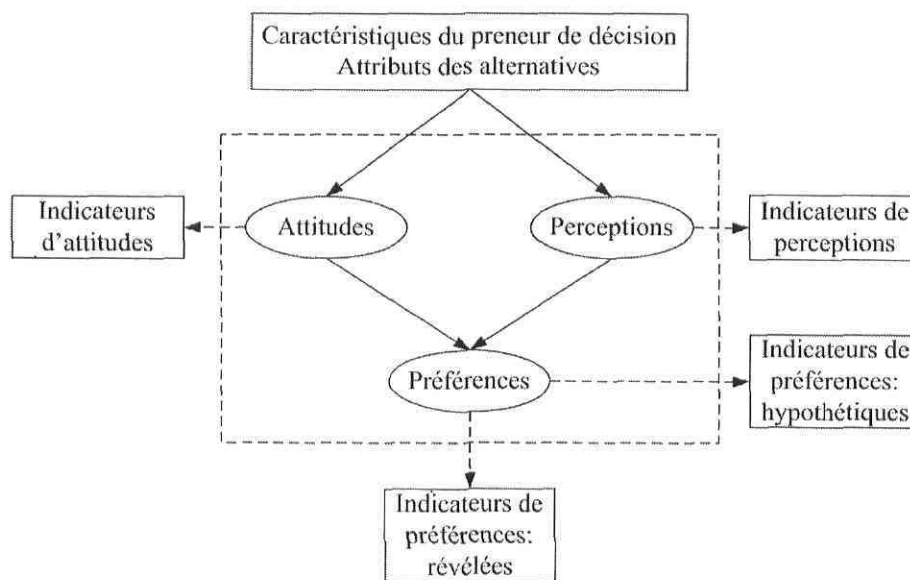 Caractéristiques du preneur de décision
Attributs des alternatives
Indicateurs
d'attitudes
Attitudes
Perceptions
Indicateurs de
perceptions
Préférences
Indicateurs de
préférences:
hypothétiques
Indicateurs de
préférences:
révélées